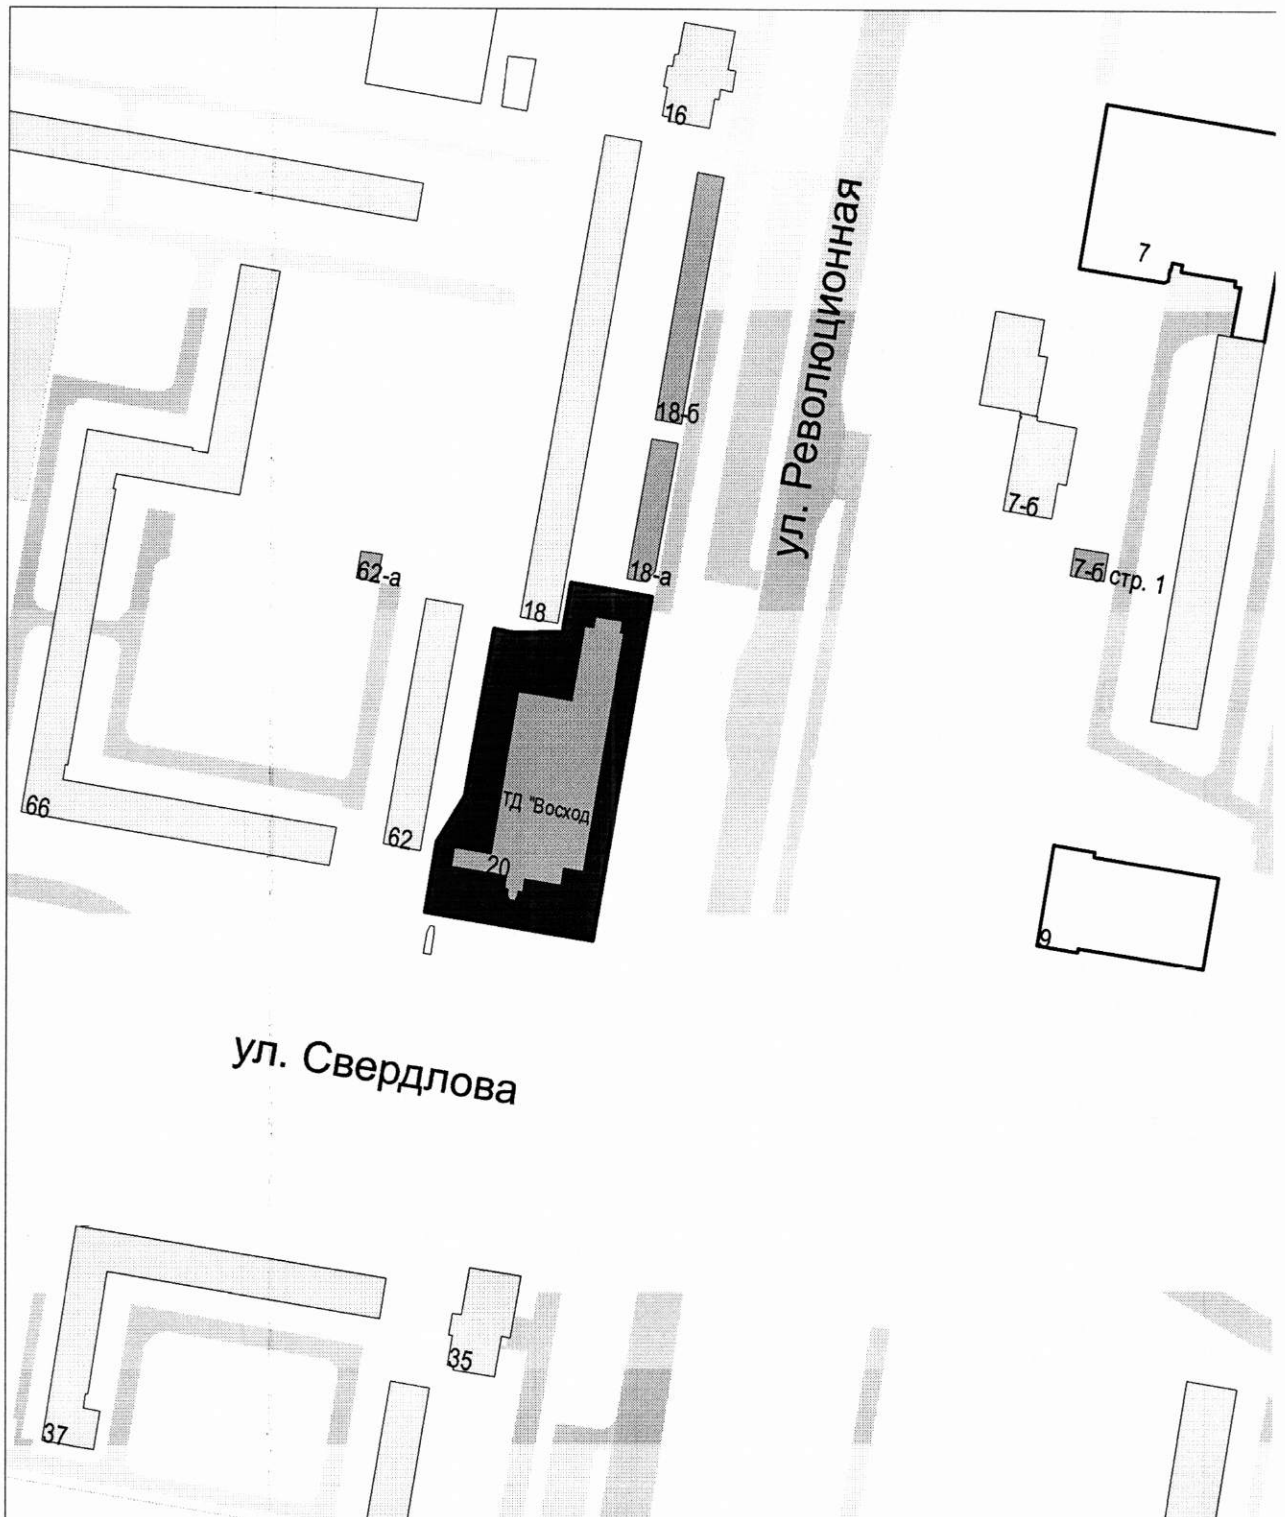 16
7
ул. Революционная
18-б
7-б
62-а
18-а
7-б стр. 1
18
ТД "Восход
66
62
20
9
ул. Свердлова
35
37